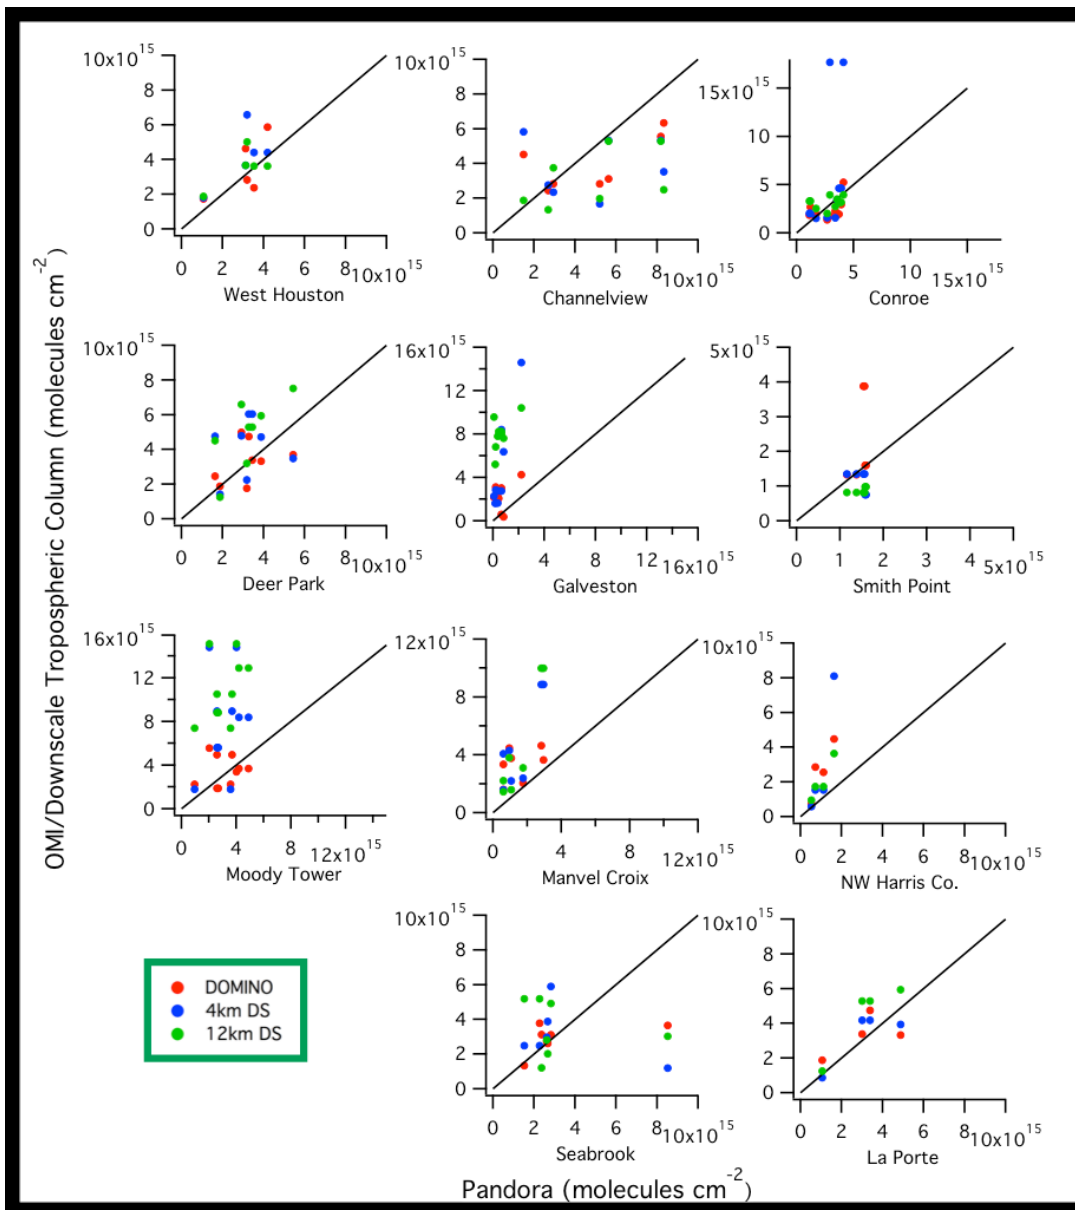 OMI/Downscale Tropospheric Column (molecules cm-2)
10x10^15
8
6
4
2
0
0 2 4 6 8 10x10^15
West Houston
10x10^15
8
6
4
2
0
0 2 4 6 8 10x10^15
Channelview
15x10^15
10
5
0
0 5 10 15x10^15
Conroe
10x10^15
8
6
4
2
0
0 2 4 6 8 10x10^15
Deer Park
16x10^15
12
8
4
0
0 4 8 12 16x10^15
Galveston
5x10^15
4
3
2
1
0
0 1 2 3 4 5x10^15
Smith Point
16x10^15
12
8
4
0
0 4 8 12x10^15
Moody Tower
12x10^15
8
4
0
0 4 8 12x10^15
Manvel Croix
10x10^15
8
6
4
2
0
0 2 4 6 8 10x10^15
NW Harris Co.
DOMINO
4km DS
12km DS
10x10^15
8
6
4
2
0
0 2 4 6 8 10x10^15
Seabrook
10x10^15
8
6
4
2
0
0 2 4 6 8 10x10^15
La Porte
Pandora (molecules cm-2)